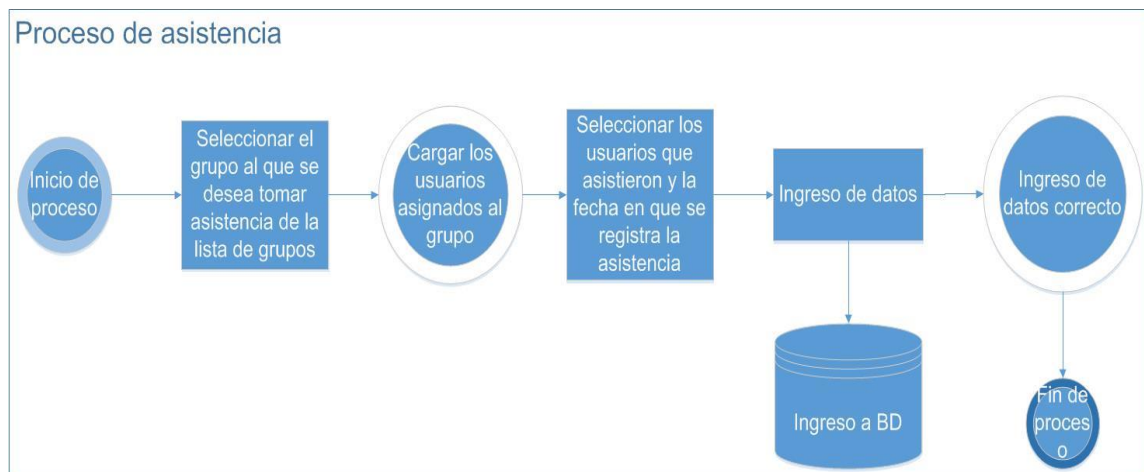 Proceso de asistencia
Inicio de
proceso
Seleccionar el
grupo al que se
desea tomar
asistencia de la
lista de grupos
Cargar los
usuarios
asignados al
grupo
Seleccionar los
usuarios que
asistieron y la
fecha en que se
registra la
asistencia
Ingreso de datos
Ingreso de
datos correcto
Ingreso a BD
Fin de
proces
o